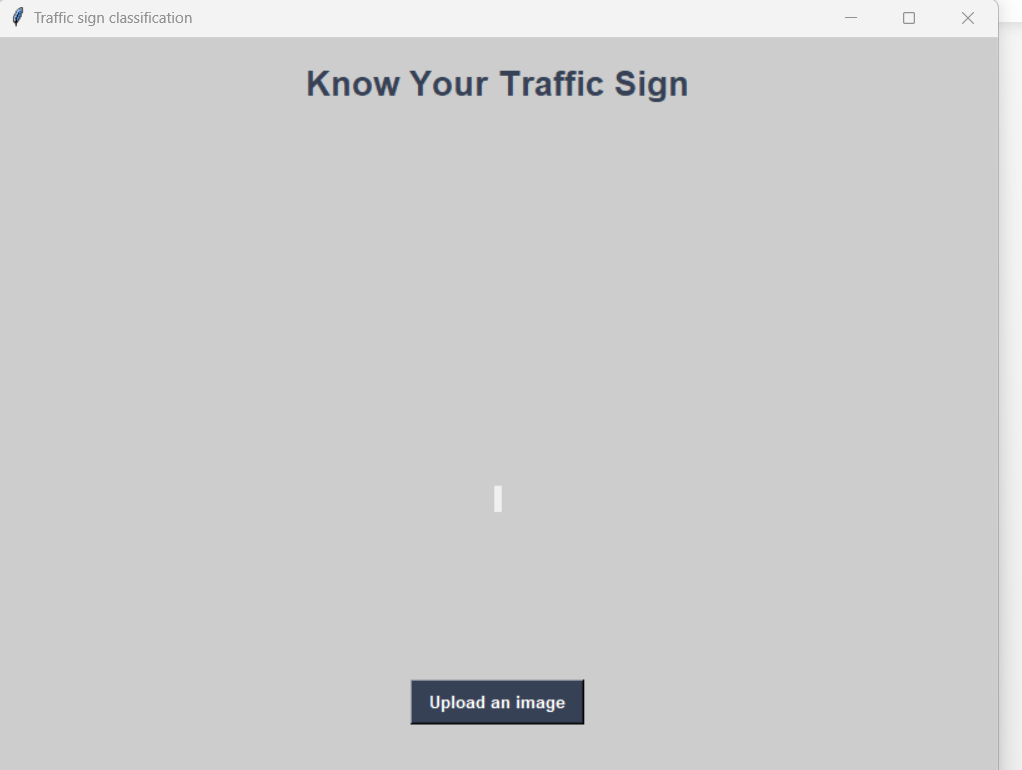 Traffic sign classification
Know Your Traffic Sign
Upload an image